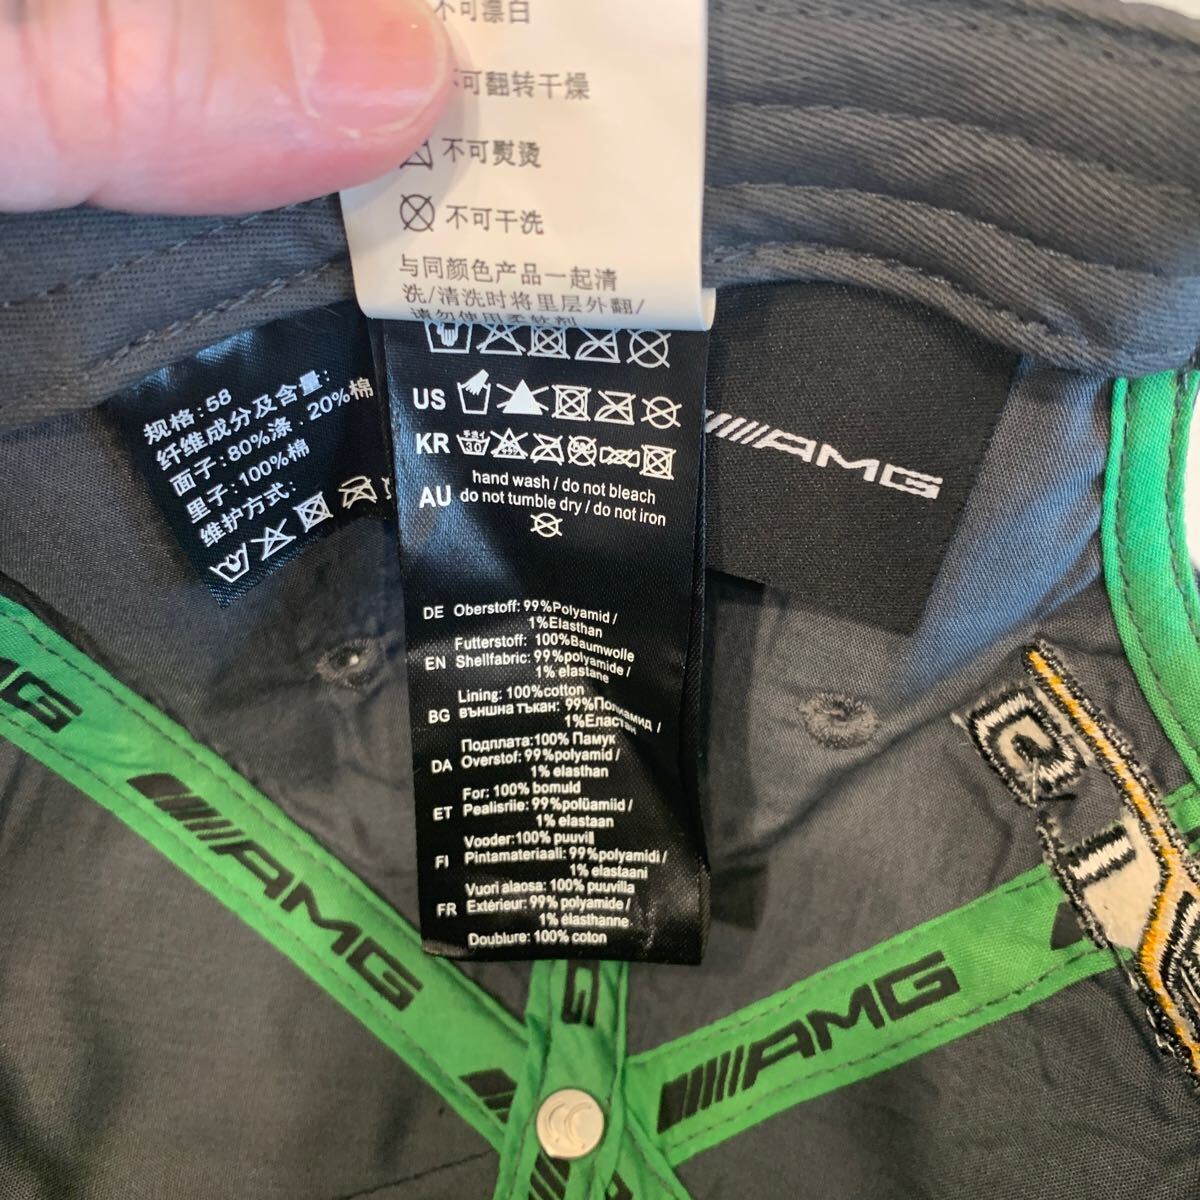 不可漂白
不可翻转干燥
不可熨烫
不可干洗
与同颜色产品一起清
洗/清洗时将里层外翻/
请勿使用柔软剂
规格:58
纤维成分及含量:
面子:80%涤 . 20%棉
里子:100%棉
维护方式:
US
KR
hand wash / do not bleach
AU do not tumble dry / do not iron
DE Oberstoff: 99%Polyamid /
1%Elasthan
Futterstoff: 100%Baumwolle
EN Shellfabric: 99%polyamide /
1% elastane
Lining: 100%cotton
BG външна тъкан: 99%Полиамид /
1%Еластан
Подплата:100% Памук
DA Overstof: 99%polyamid /
1% elasthan
For: 100% bomuld
ET Pealisriie: 99%polüamiid /
1% elastaan
Vooder:100% puuvill
FI Pintamateriaali: 99%polyamidi /
1% elastaani
Vuori alaosa: 100% puuvilla
FR Extérieur: 99% polyamide /
1% élasthanne
Doublure: 100% coton
AMG
AMG
AMG